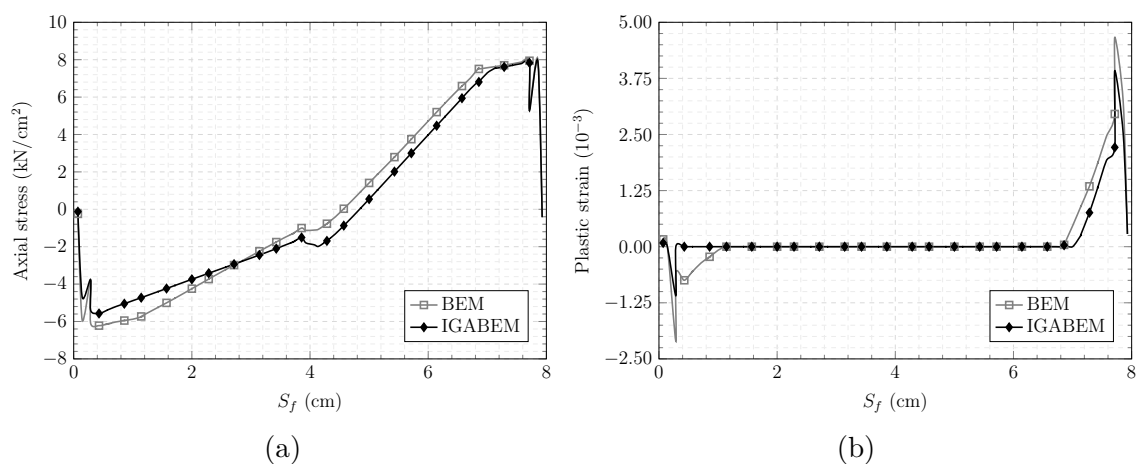 10
8
6
4
2
0
−2
−4
−6
−8
0
2
4
6
8
Axial stress (kN/cm²)
S_f (cm)
BEM
IGABEM
(a)
5.00
3.75
2.50
1.25
0.00
−1.25
−2.50
0
2
4
6
8
Plastic strain (10⁻³)
S_f (cm)
BEM
IGABEM
(b)